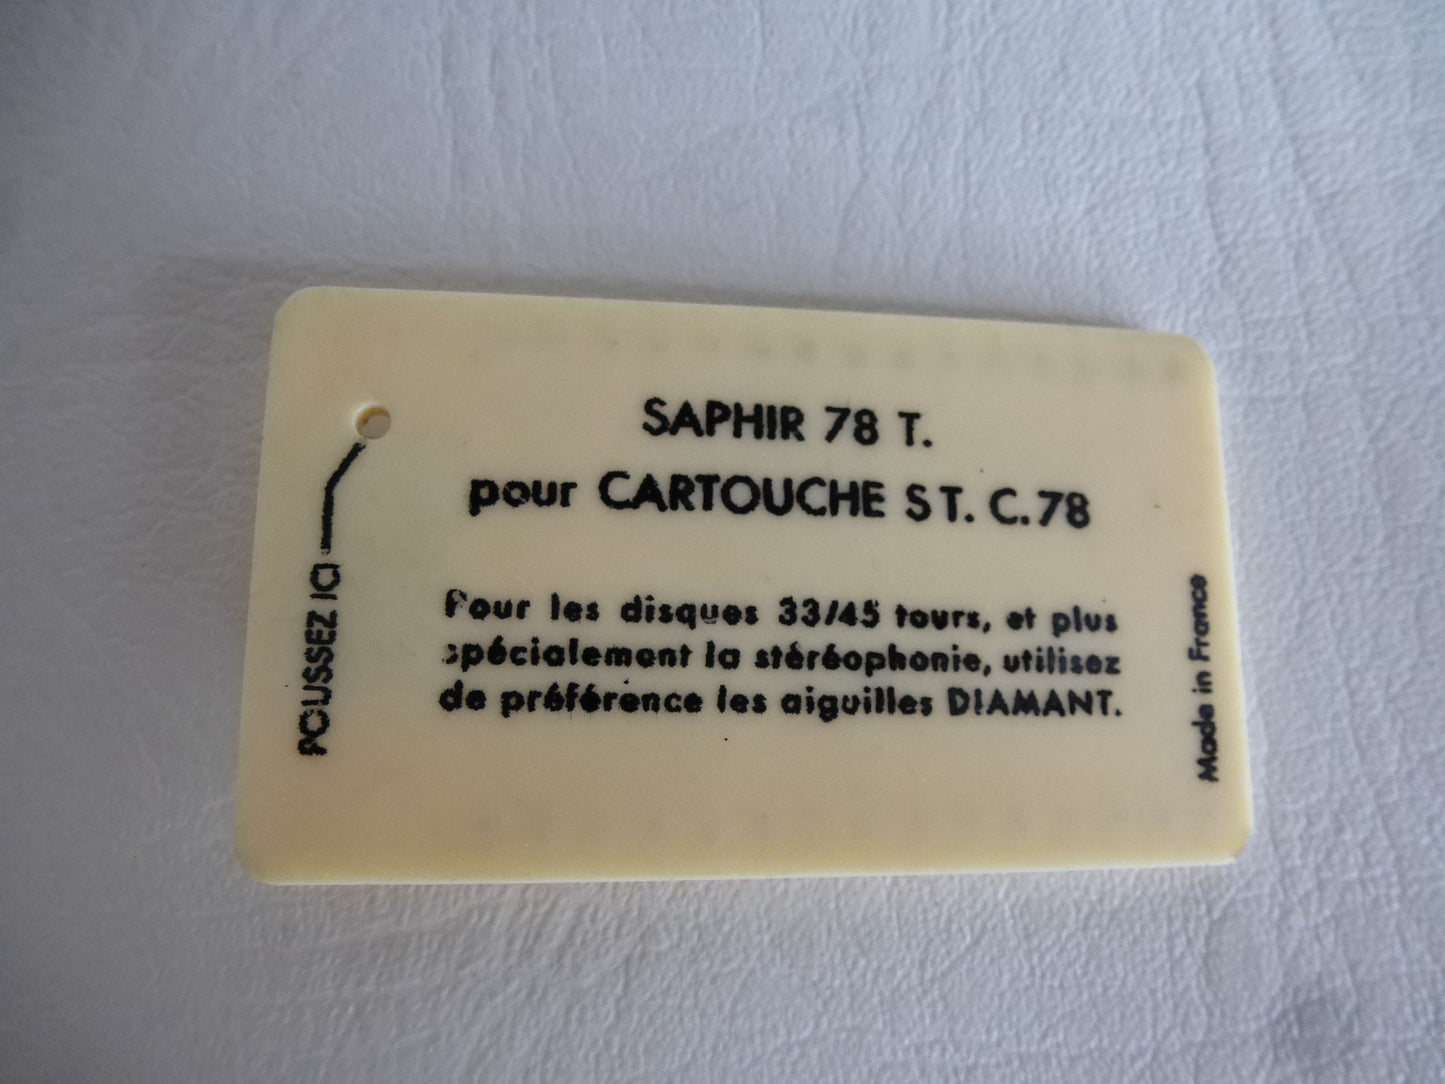 SAPHIR 78 T.
pour CARTOUCHE ST. C. 78
Pour les disques 33/45 tours, et plus
spécialement la stéréophonie, utilisez
de préférence les aiguilles DIAMANT.
POUSSEZ ICI
Made in France